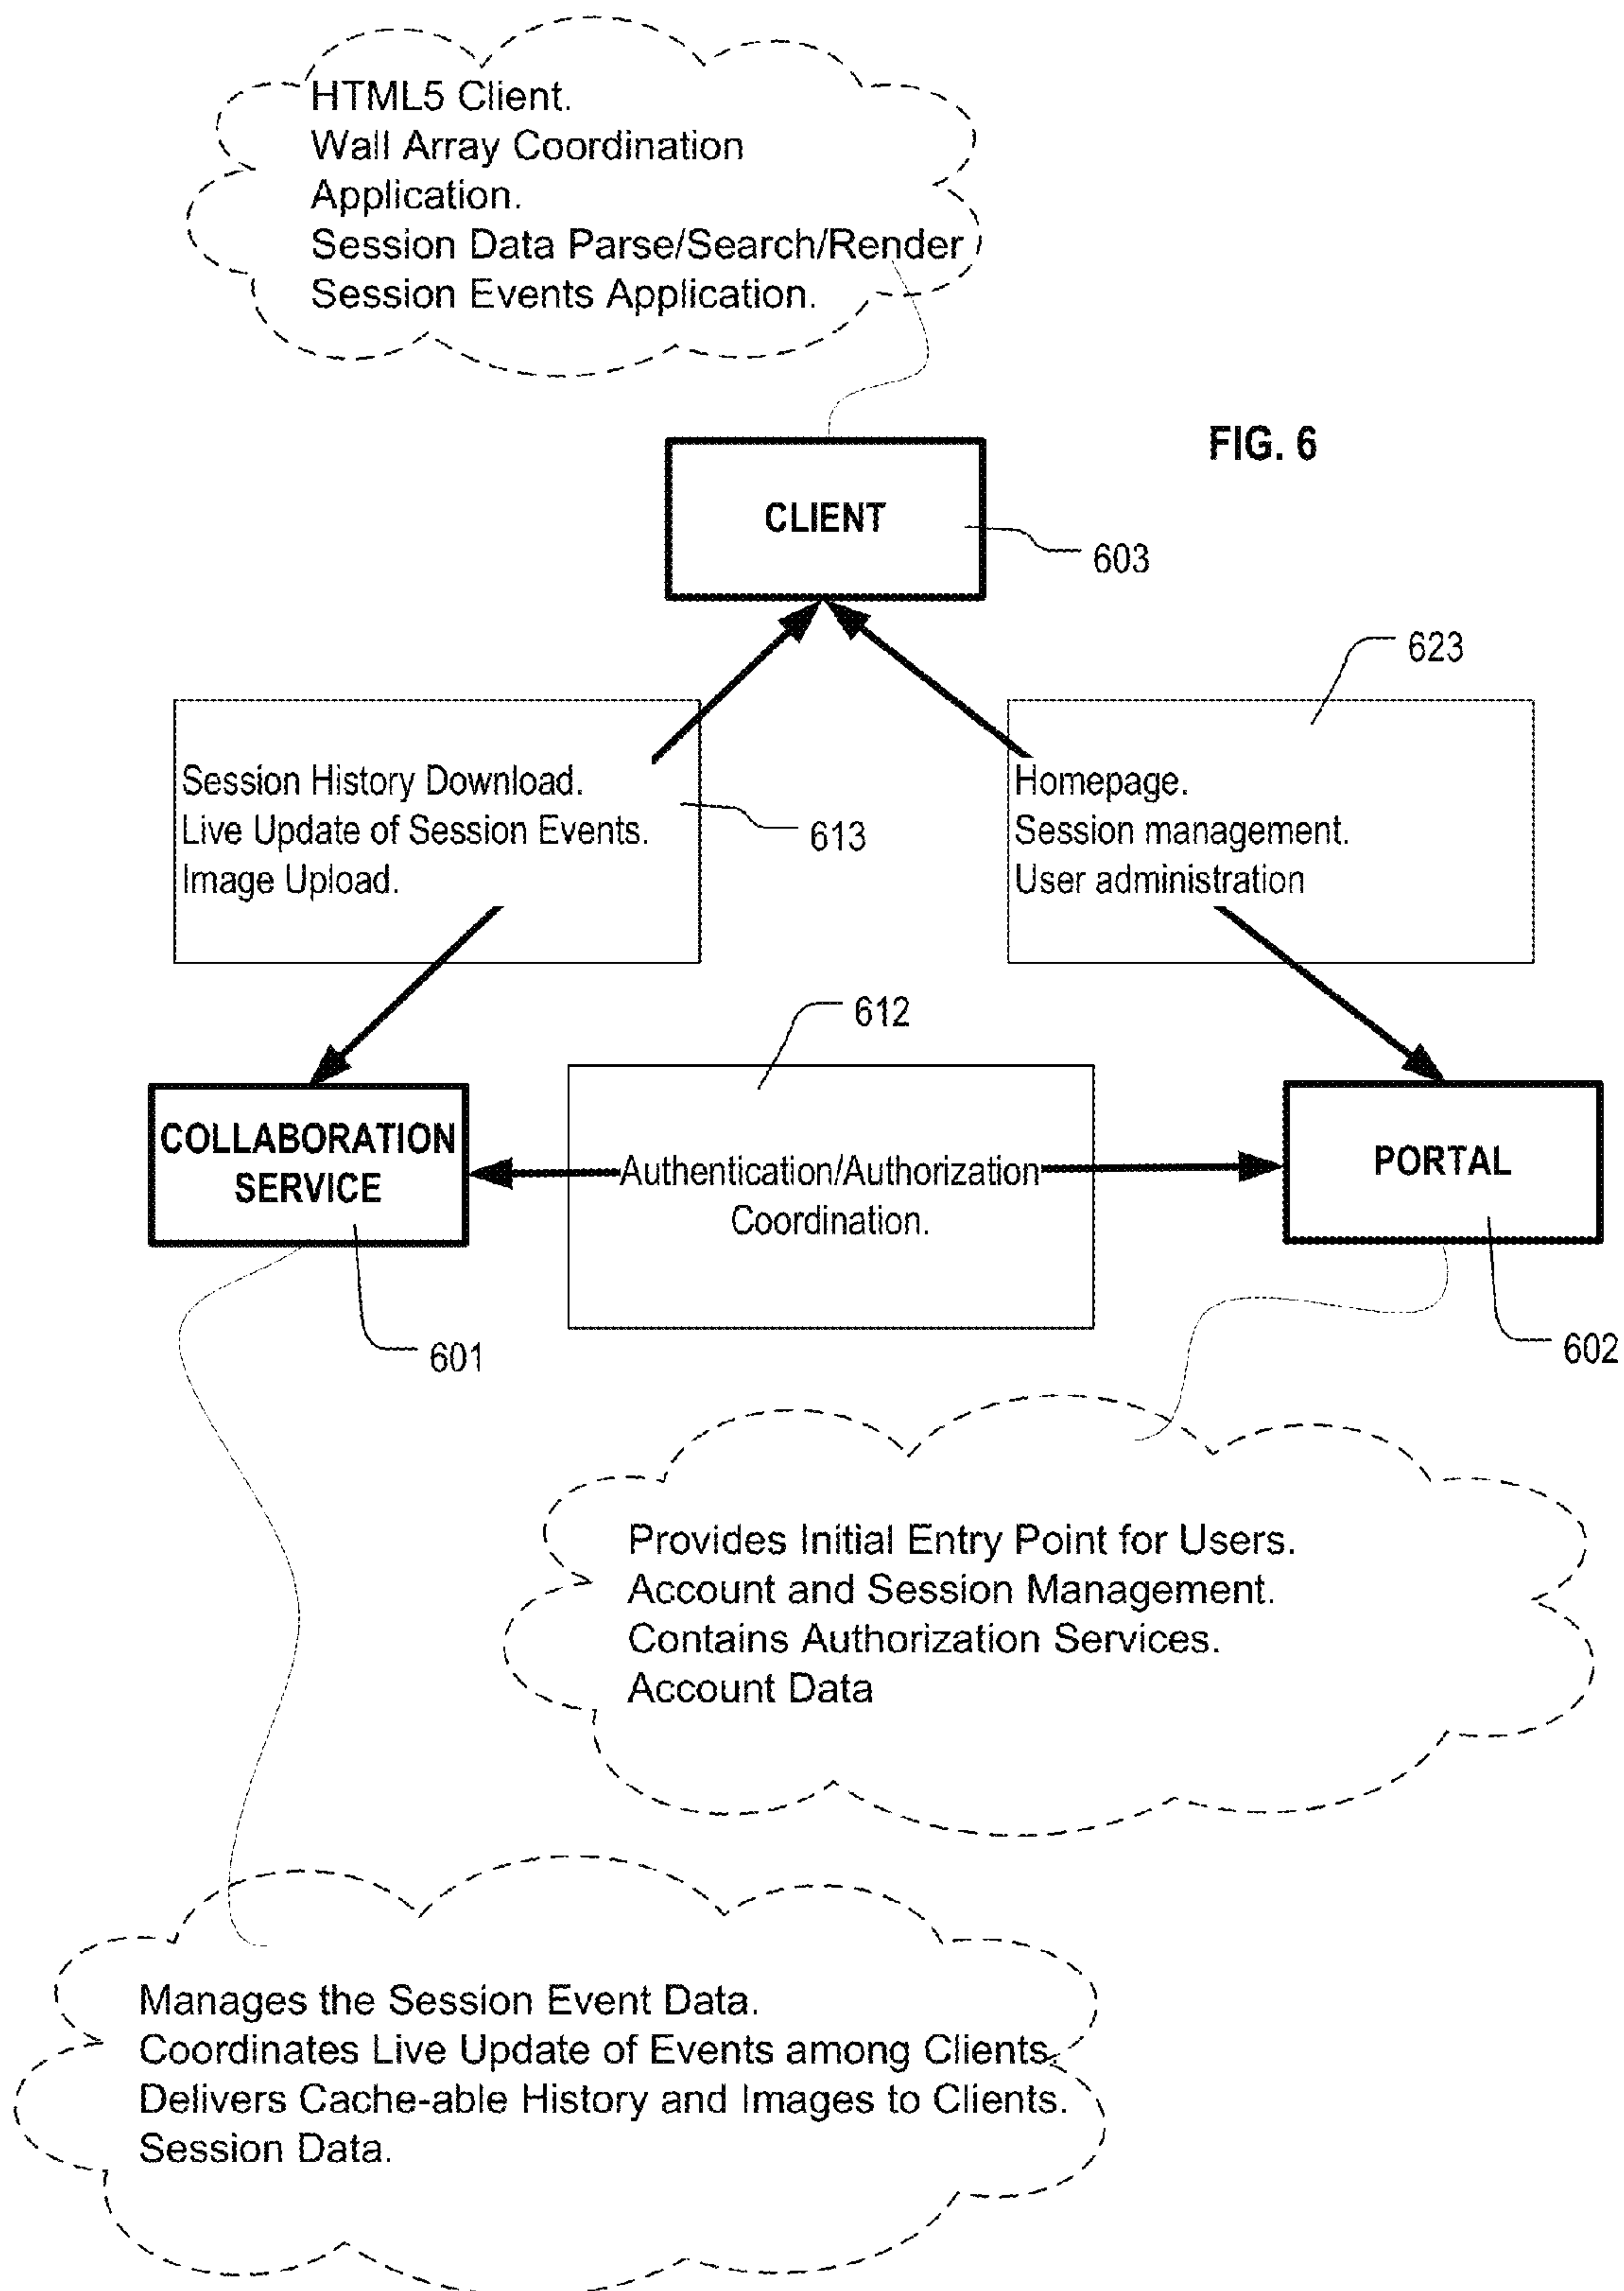 HTML5 Client.
Wall Array Coordination
Application.
Session Data Parse/Search/Render
Session Events Application.
FIG. 6
CLIENT
603
623
Session History Download.
Live Update of Session Events.
Image Upload.
613
Homepage.
Session management.
User administration
612
COLLABORATION
SERVICE
601
Authentication/Authorization
Coordination.
PORTAL
602
Provides Initial Entry Point for Users.
Account and Session Management.
Contains Authorization Services.
Account Data
Manages the Session Event Data.
Coordinates Live Update of Events among Clients.
Delivers Cache-able History and Images to Clients.
Session Data.